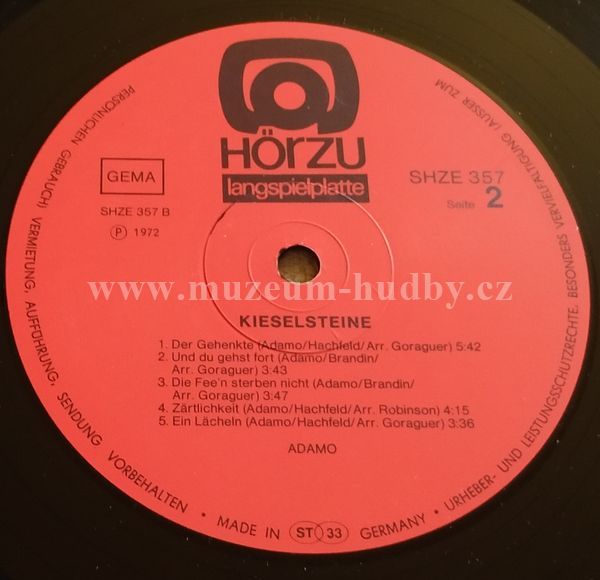 HÖRZU
langspielplatte
GEMA
SHZE 357 B
Ⓟ 1972
SHZE 357
Seite 2
www.muzeum-hudby.cz
KIESELSTEINE
1. Der Gehenkte (Adamo/Hachfeld/Arr. Goraguer) 5:42
2. Und du gehst fort (Adamo/Brandin/
Arr. Goraguer) 3:43
3. Die Fee'n sterben nicht (Adamo/Brandin/
Arr. Goraguer) 3:47
4. Zärtlichkeit (Adamo/Hachfeld/Arr. Robinson) 4:15
5. Ein Lächeln (Adamo/Hachfeld/Arr. Goraguer) 3:36
ADAMO
URHEBER- UND LEISTUNGSSCHUTZRECHTE, BESONDERS VERVIELFÄLTIGUNG (AUSSER ZUM
PERSÖNLICHEN GEBRAUCH) VERMIETUNG, AUFFÜHRUNG, SENDUNG VORBEHALTEN •
MADE IN ST 33 GERMANY •